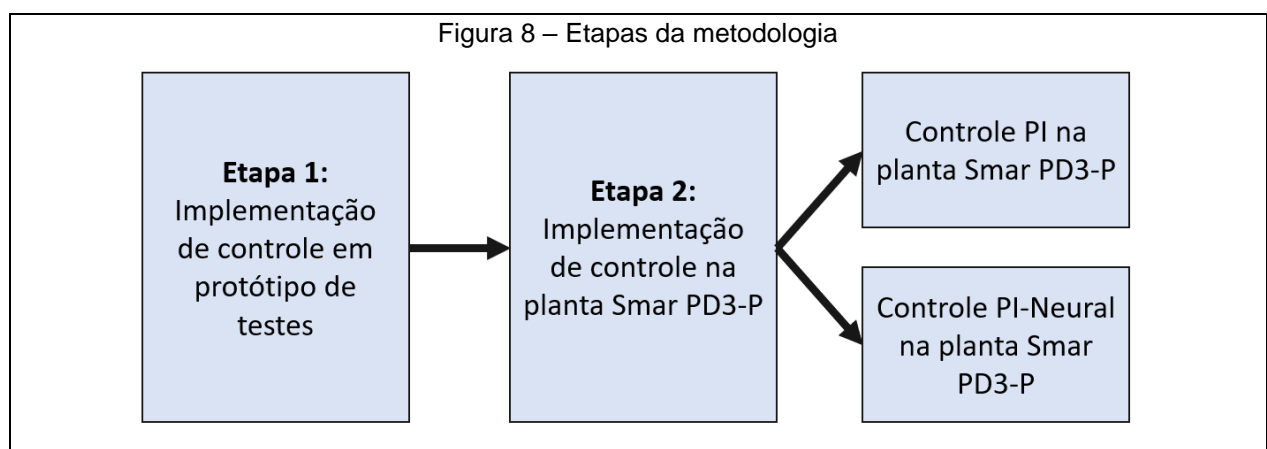 Figura 8 – Etapas da metodologia
Etapa 1:
Implementação
de controle em
protótipo de
testes
Etapa 2:
Implementação
de controle na
planta Smar PD3-P
Controle PI na
planta Smar PD3-P
Controle PI-Neural
na planta Smar
PD3-P